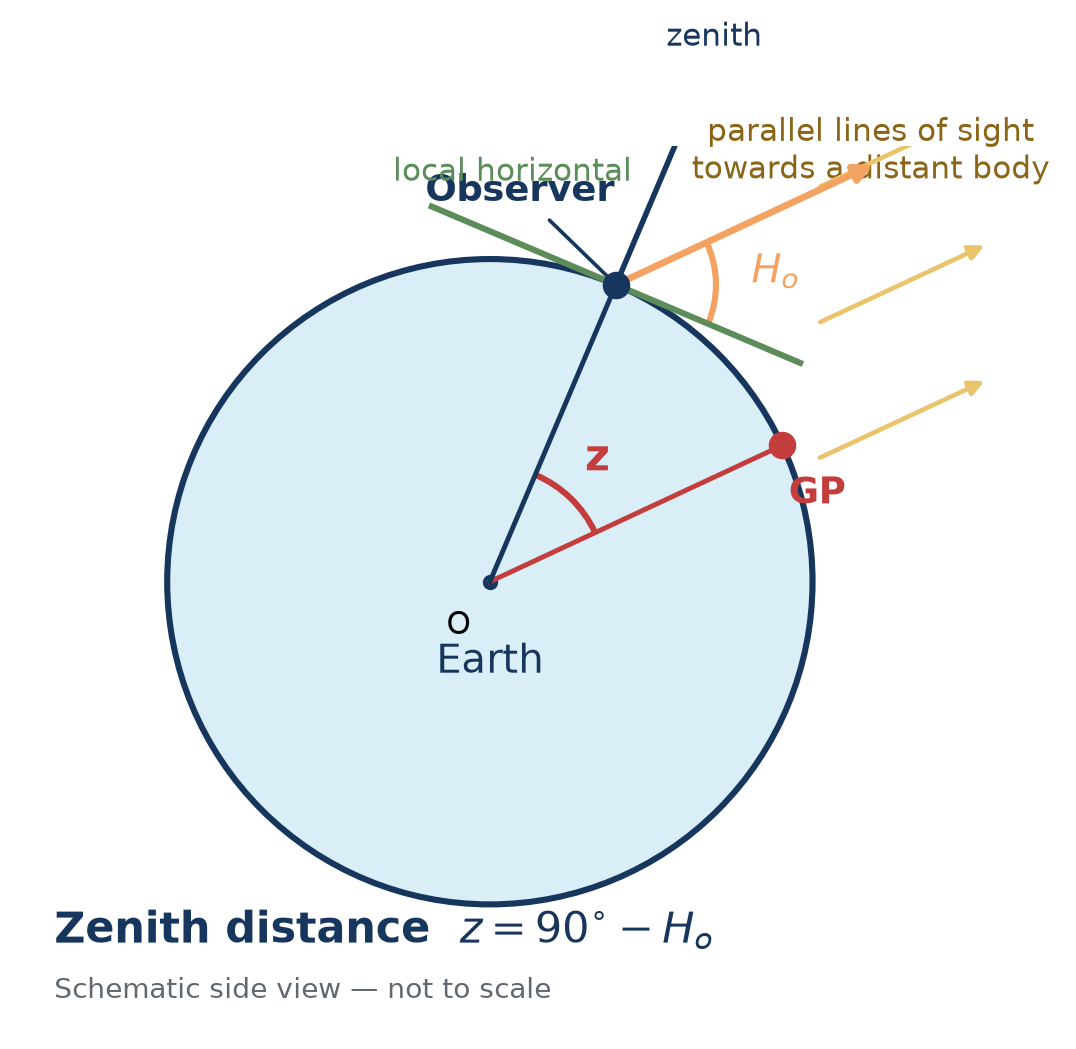 zenith
parallel lines of sight
towards a distant body
local horizontal
Observer
Hₒ
z
GP
O
Earth
Zenith distance z = 90° − Hₒ
Schematic side view — not to scale